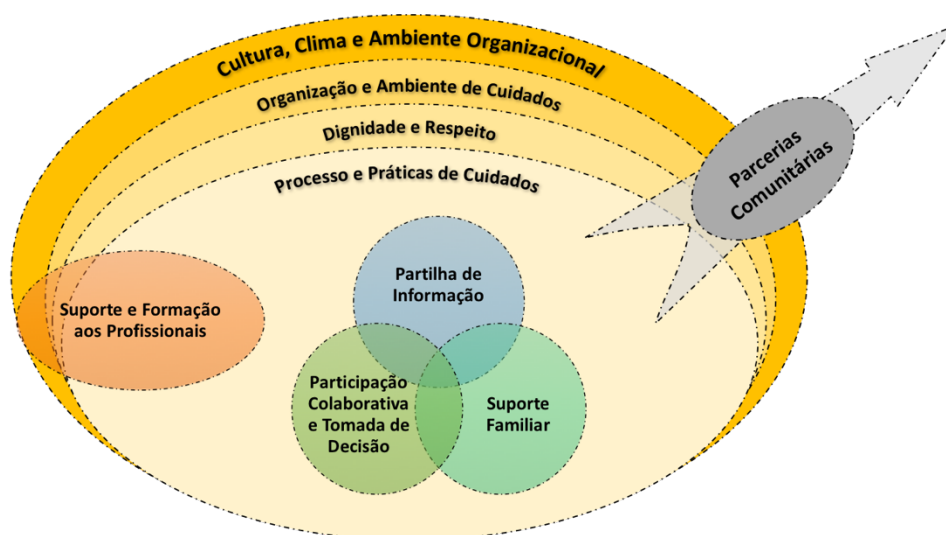 Cultura, Clima e Ambiente Organizacional
Organização e Ambiente de Cuidados
Dignidade e Respeito
Processo e Práticas de Cuidados
Parcerias
Comunitárias
Partilha de
Informação
Suporte e Formação
aos Profissionais
Participação
Colaborativa
e Tomada de
Decisão
Suporte
Familiar